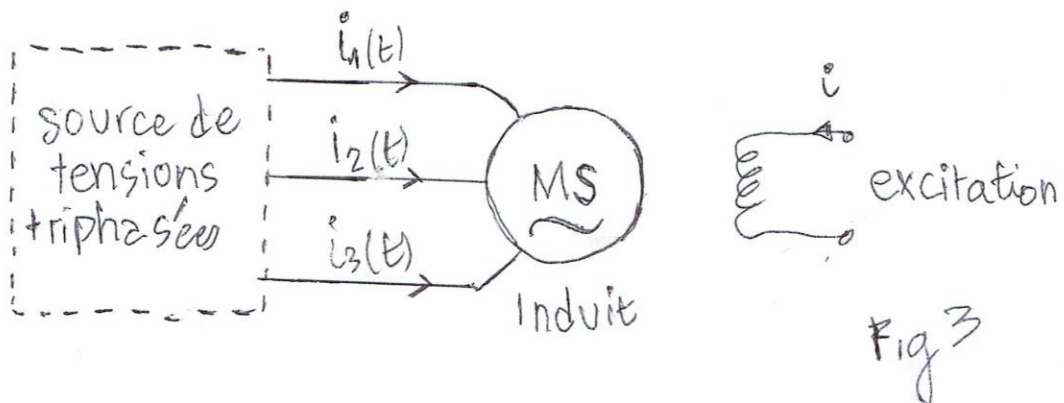 i1(t)
i
source de
tensions
triphasées
i2(t)
MS
~
excitation
i3(t)
Induit
Fig 3